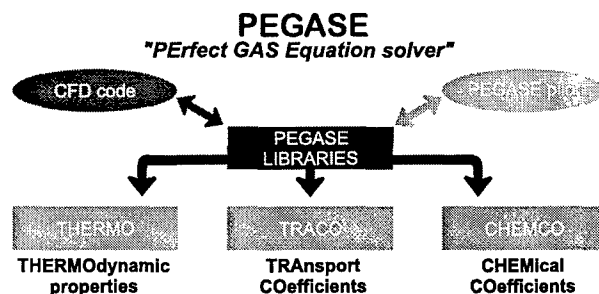 PEGASE
"PErfect GAS Equation solver"
CFD code
PEGASE
PEGASE
LIBRARIES
THERMO
TRACO
CHEMCO
THERMOdynamic
properties
TRAnsport
COefficients
CHEMical
COefficients